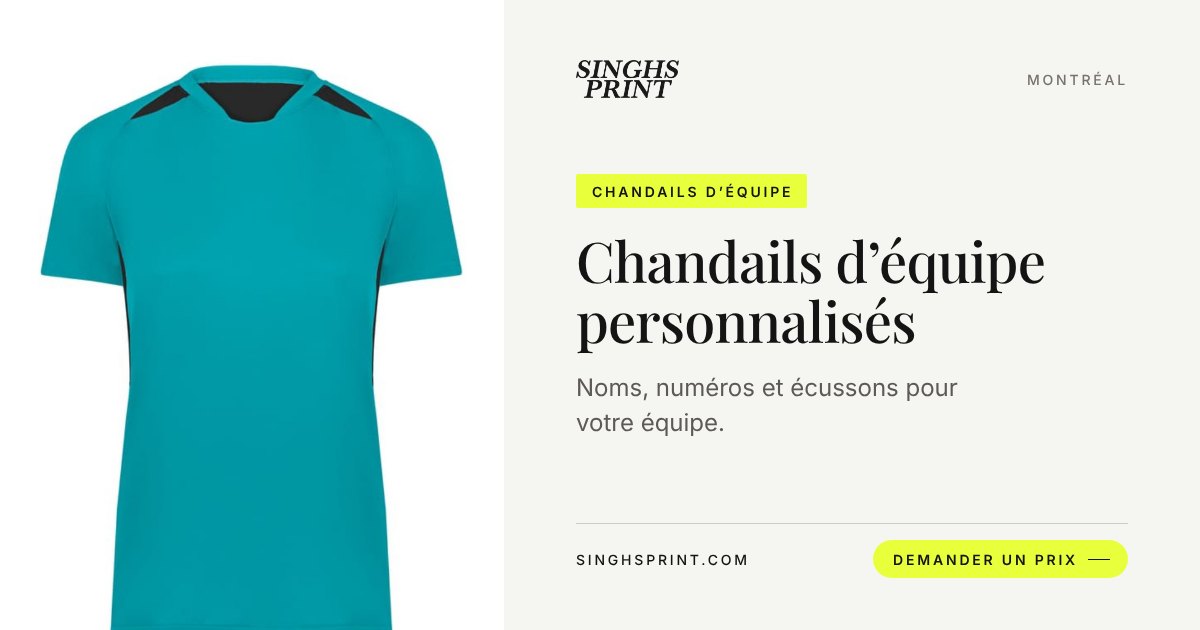 SINGHS
PRINT
MONTRÉAL
CHANDAILS D’ÉQUIPE
Chandails d’équipe
personnalisés
Noms, numéros et écussons pour
votre équipe.
SINGHSPRINT.COM
DEMANDER UN PRIX —